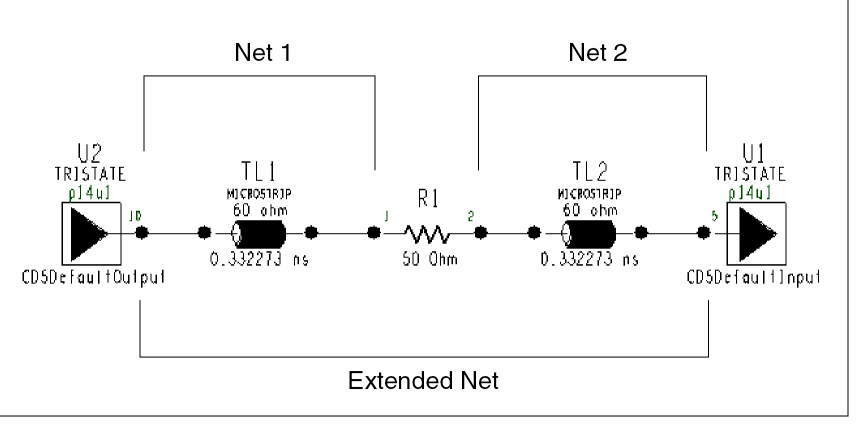 Net 1
Net 2
U2
TRISTATE
p14u1
10
CDSDefaultOutput
TL1
MICROSTRIP
60 ohm
0.332273 ns
1
R1
50 Ohm
2
TL2
MICROSTRIP
60 ohm
0.332273 ns
5
U1
TRISTATE
p14u1
CDSDefaultInput
Extended Net